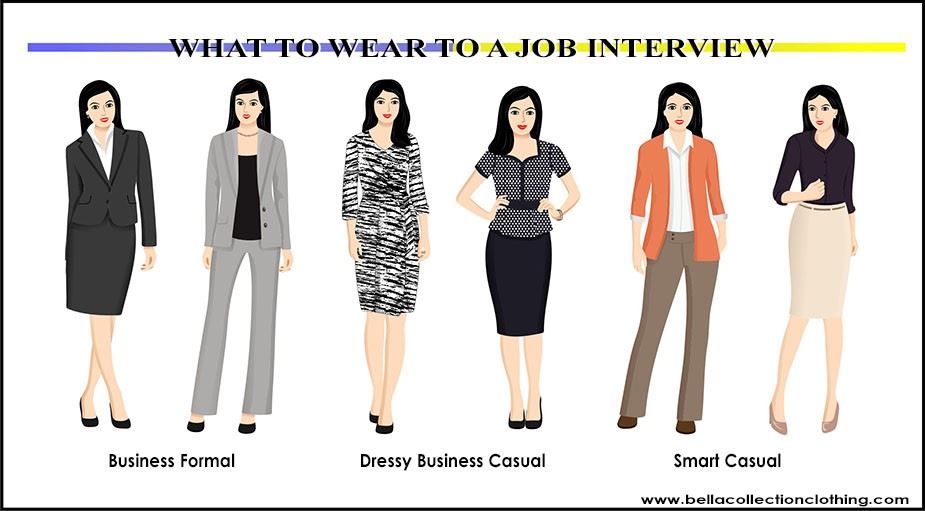 WHAT TO WEAR TO A JOB INTERVIEW
Business Formal
Dressy Business Casual
Smart Casual
www.bellacollectionclothing.com